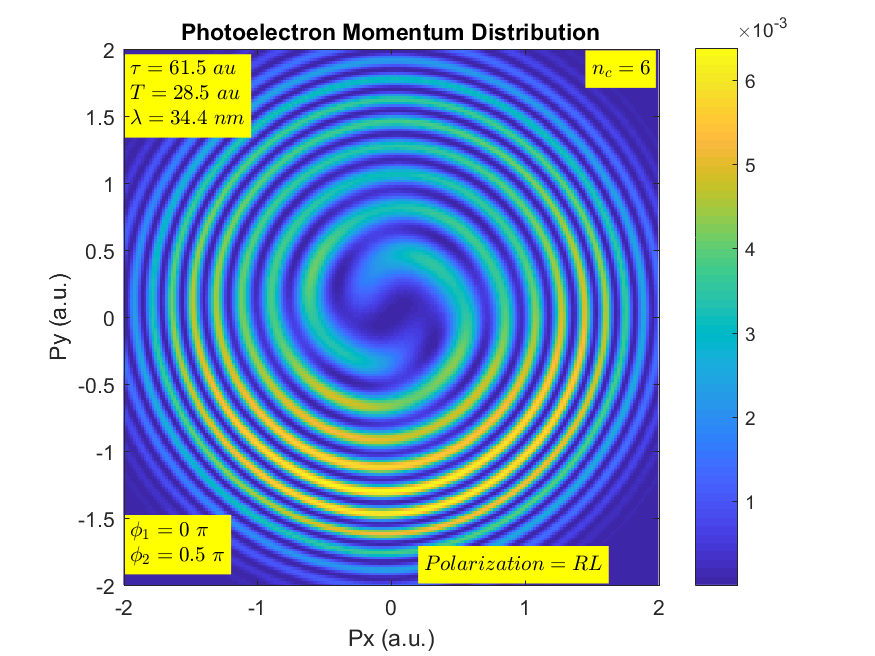 Photoelectron Momentum Distribution
×10⁻³
τ = 61.5 au
T = 28.5 au
λ = 34.4 nm
n_c = 6
ϕ₁ = 0 π
ϕ₂ = 0.5 π
Polarization = RL
2
1.5
1
0.5
0
-0.5
-1
-1.5
-2
Py (a.u.)
-2 -1 0 1 2
Px (a.u.)
6
5
4
3
2
1